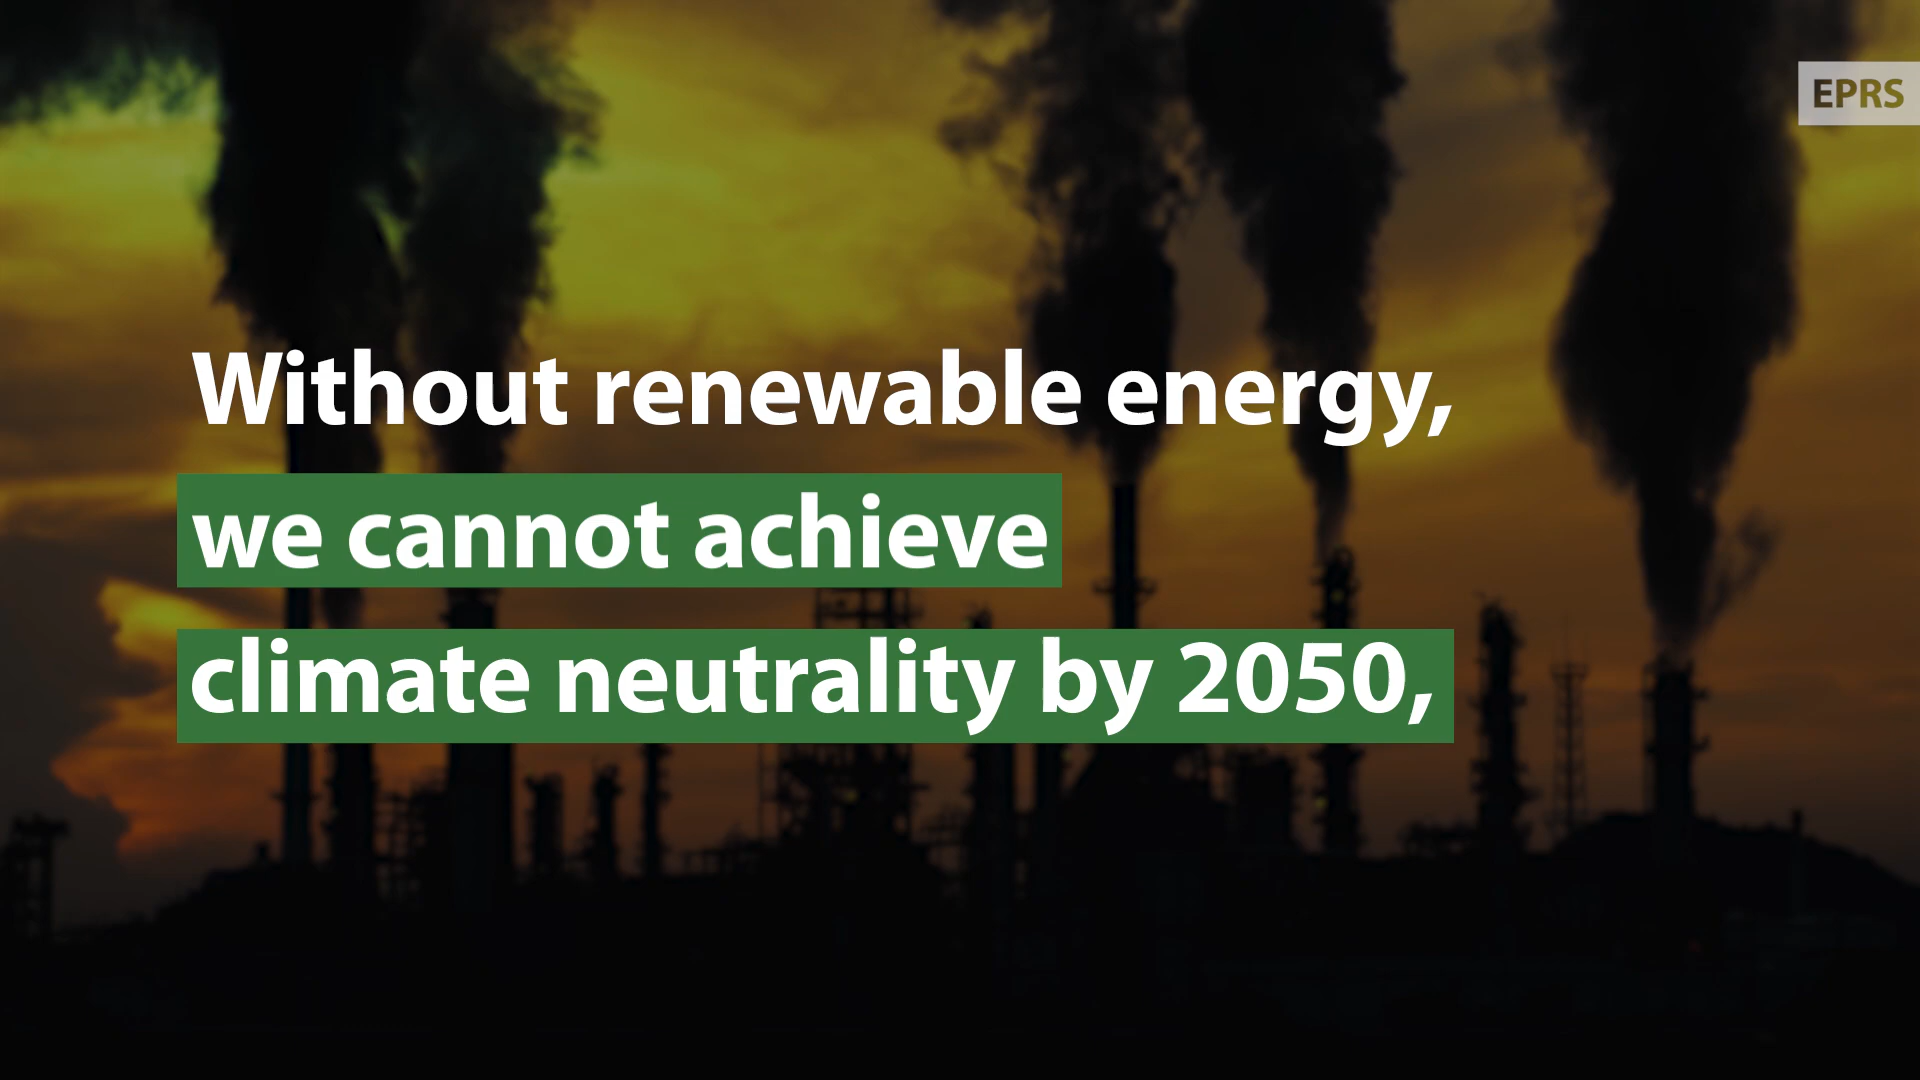 EPRS
Without renewable energy,
we cannot achieve
climate neutrality by 2050,